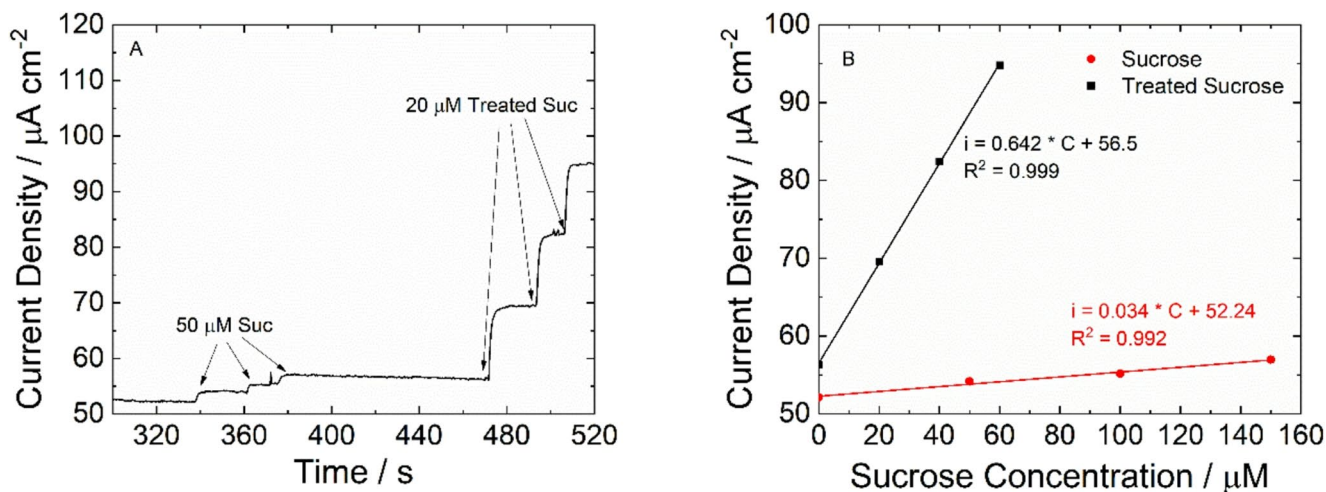 A
Current Density / μA cm⁻²
120
110
100
90
80
70
60
50
20 μM Treated Suc
50 μM Suc
320 360 400 440 480 520
Time / s
B
Current Density / μA cm⁻²
100
90
80
70
60
50
Sucrose
Treated Sucrose
i = 0.642 * C + 56.5
R² = 0.999
i = 0.034 * C + 52.24
R² = 0.992
0 20 40 60 80 100 120 140 160
Sucrose Concentration / μM